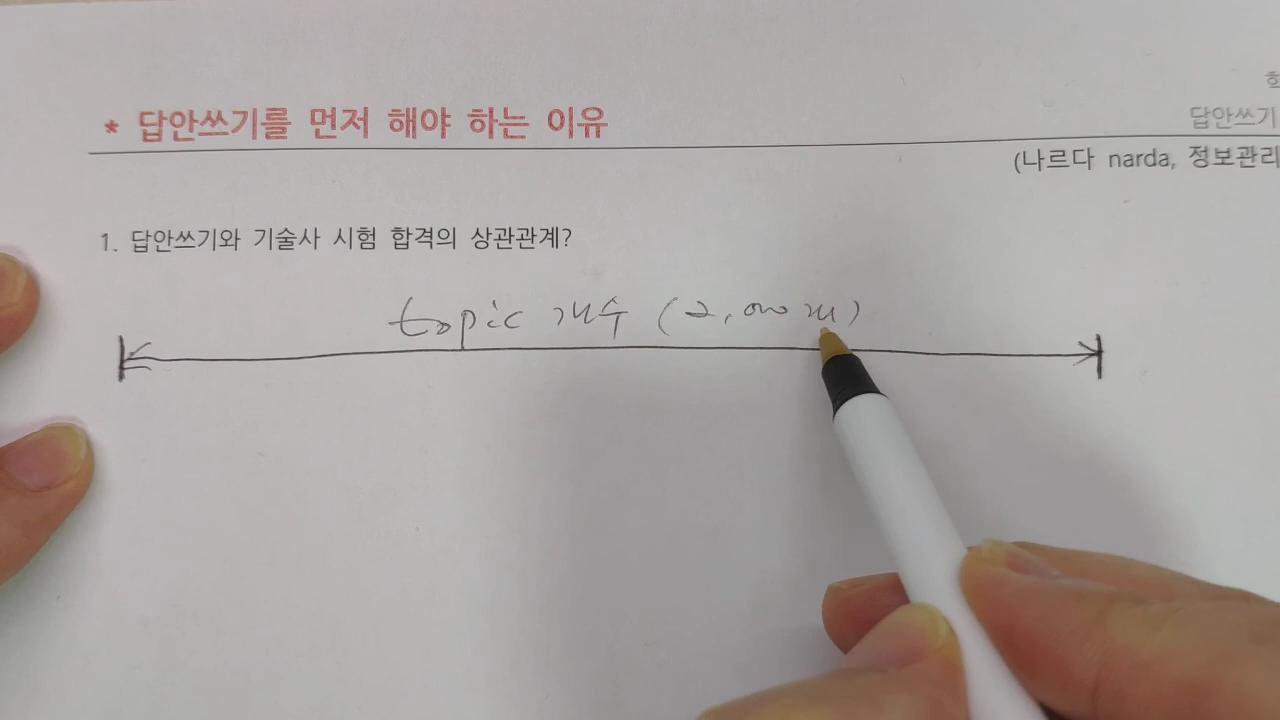 * 답안쓰기를 먼저 해야 하는 이유
답안쓰기
(나르다 narda, 정보관리
1. 답안쓰기와 기술사 시험 합격의 상관관계?
topic 개수 (2,000개)